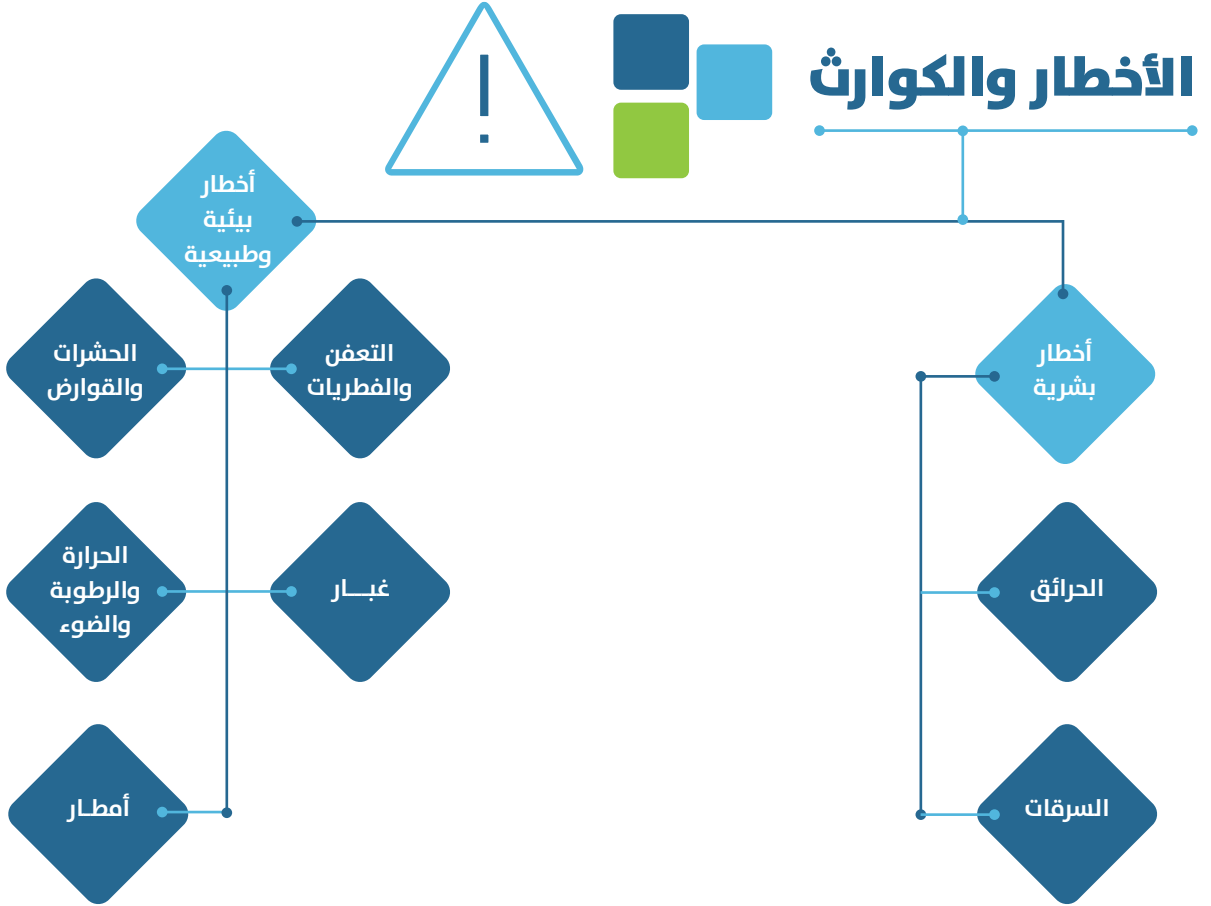 الأخطار والكوارث
أخطار
بشرية
الحرائق
السرقات
أخطار
بيئية
وطبيعية
التعفن
والفطريات
الحشرات
والقوارض
غبـــار
الحرارة
والرطوبة
والضوء
أمطـار